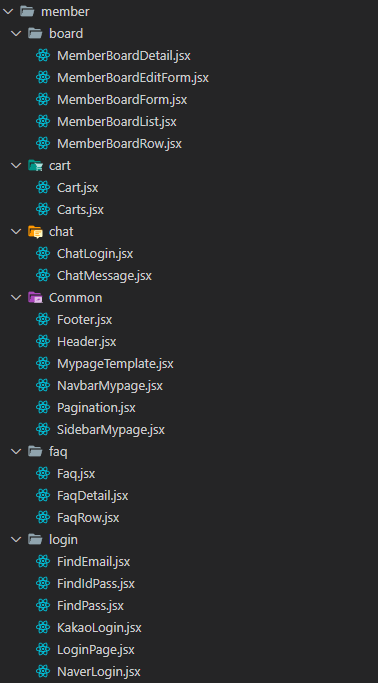 member
board
MemberBoardDetail.jsx
MemberBoardEditForm.jsx
MemberBoardForm.jsx
MemberBoardList.jsx
MemberBoardRow.jsx
cart
Cart.jsx
Carts.jsx
chat
ChatLogin.jsx
ChatMessage.jsx
Common
Footer.jsx
Header.jsx
MypageTemplate.jsx
NavbarMypage.jsx
Pagination.jsx
SidebarMypage.jsx
faq
Faq.jsx
FaqDetail.jsx
FaqRow.jsx
login
FindEmail.jsx
FindIdPass.jsx
FindPass.jsx
KakaoLogin.jsx
LoginPage.jsx
NaverLogin.jsx